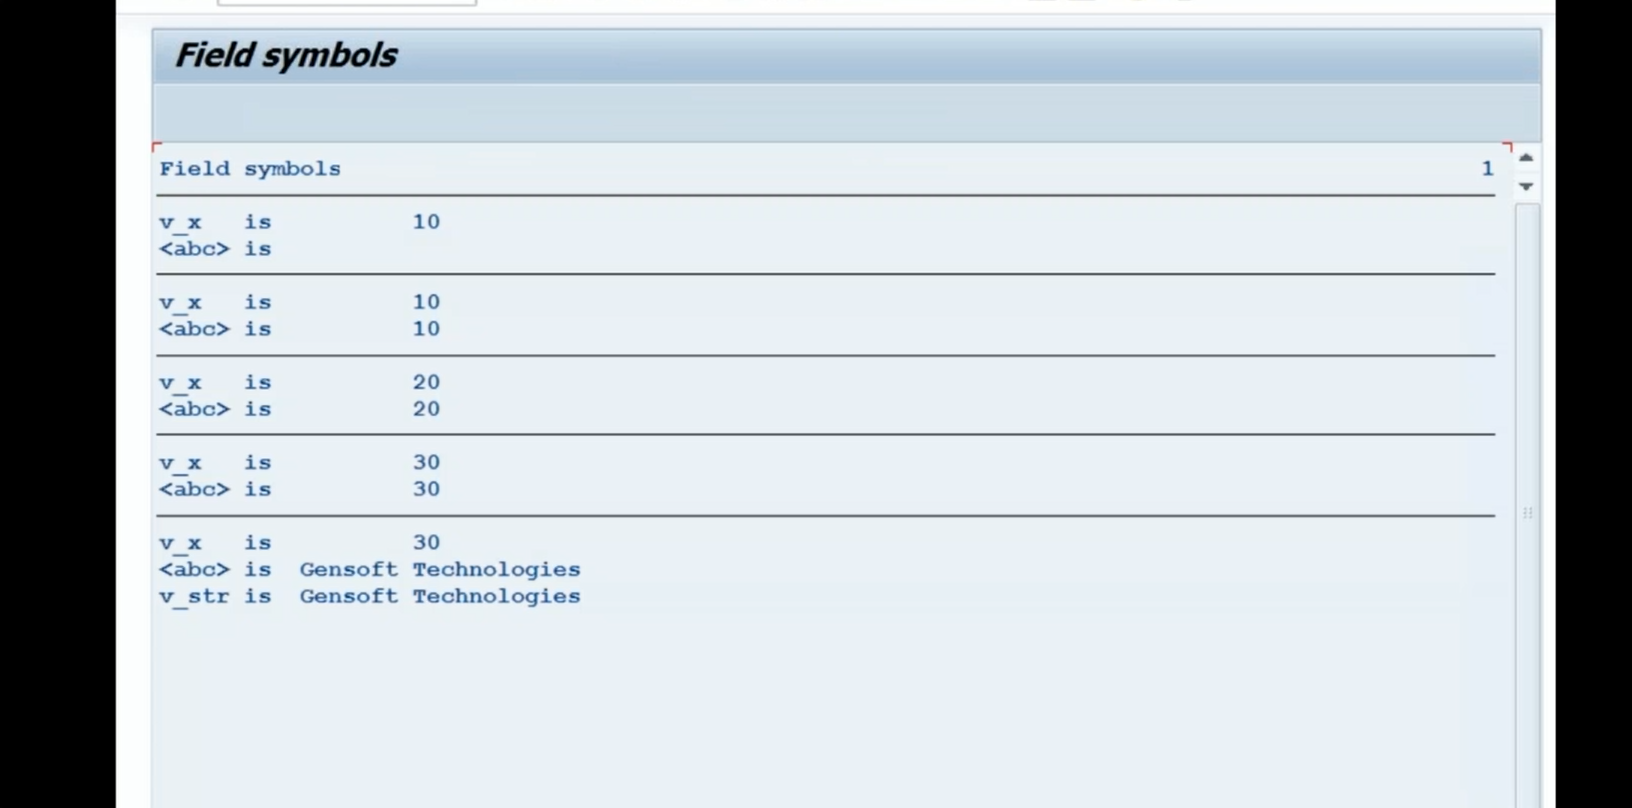 Field symbols
Field symbols 1
v_x is 10
<abc> is
v_x is 10
<abc> is 10
v_x is 20
<abc> is 20
v_x is 30
<abc> is 30
v_x is 30
<abc> is Gensoft Technologies
v_str is Gensoft Technologies